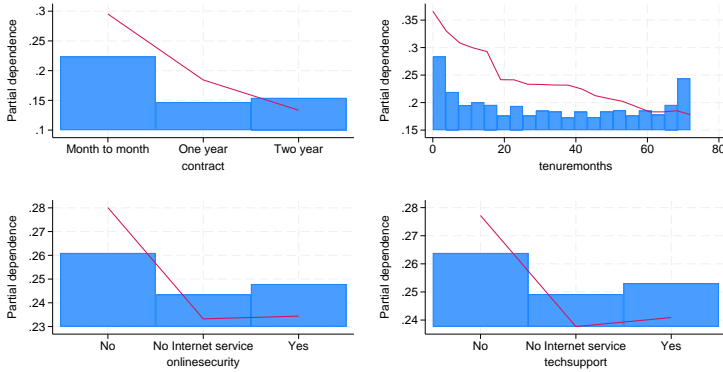 Partial dependence
.3
.25
.2
.15
.1
Month to month One year Two year
contract
Partial dependence
.35
.3
.25
.2
.15
0 20 40 60 80
tenuremonths
Partial dependence
.28
.27
.26
.25
.24
.23
No No Internet service Yes
onlinesecurity
Partial dependence
.28
.27
.26
.25
.24
No No Internet service Yes
techsupport